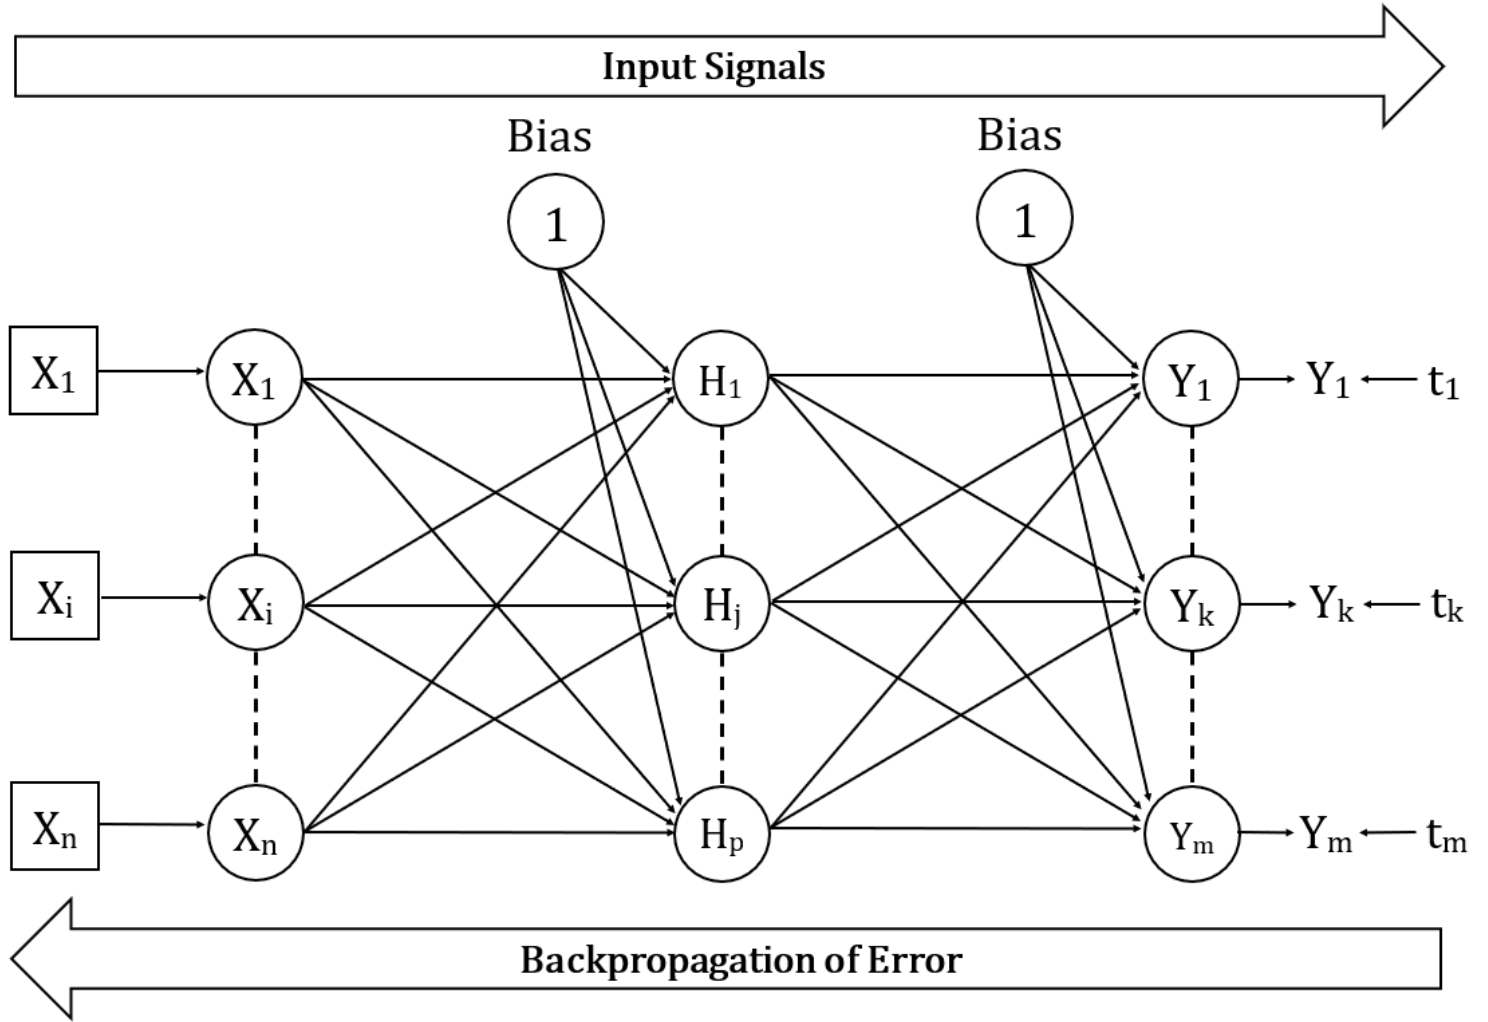 Input Signals
Bias Bias
1 1
X₁ X₁ H₁ Y₁ Y₁ t₁
Xᵢ Xᵢ Hⱼ Yₖ Yₖ tₖ
Xₙ Xₙ Hₚ Yₘ Yₘ tₘ
Backpropagation of Error